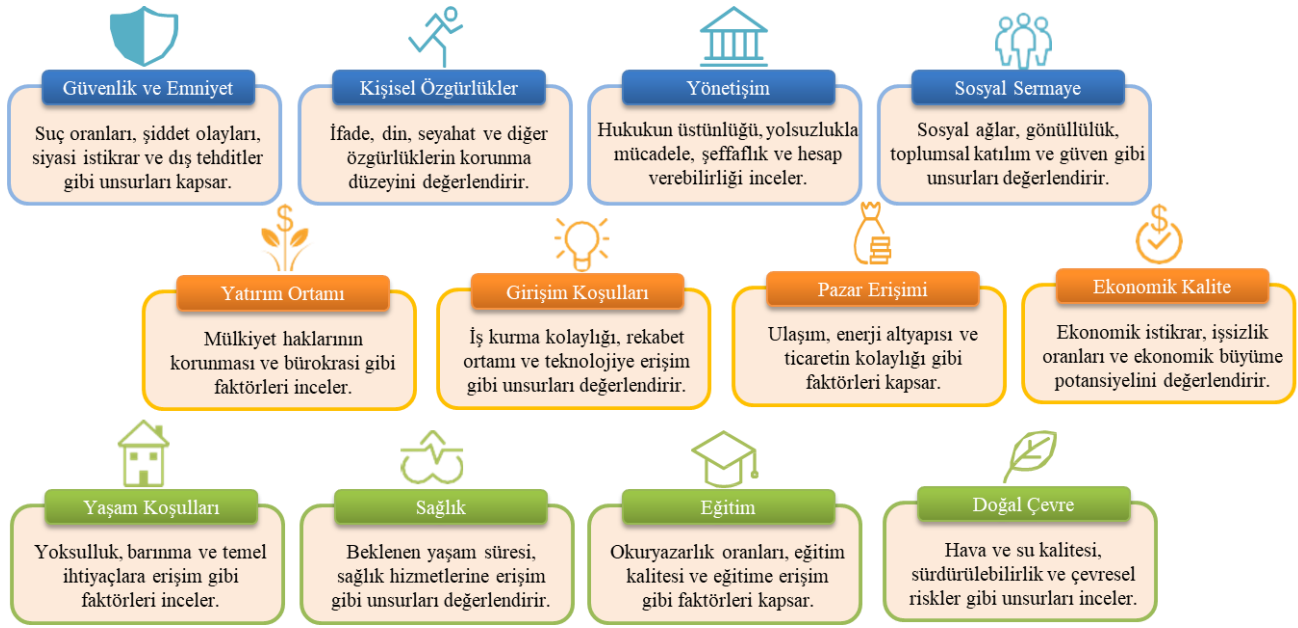 Güvenlik ve Emniyet
Suç oranları, şiddet olayları,
siyasi istikrar ve dış tehditler
gibi unsurları kapsar.
Kişisel Özgürlükler
İfade, din, seyahat ve diğer
özgürlüklerin korunma
düzeyini değerlendirir.
Yönetişim
Hukukun üstünlüğü, yolsuzlukla
mücadele, şeffaflık ve hesap
verebilirliği inceler.
Sosyal Sermaye
Sosyal ağlar, gönüllülük,
toplumsal katılım ve güven gibi
unsurları değerlendirir.
Yatırım Ortamı
Mülkiyet haklarının
korunması ve bürokrasi gibi
faktörleri inceler.
Girişim Koşulları
İş kurma kolaylığı, rekabet
ortamı ve teknolojiye erişim
gibi unsurları değerlendirir.
Pazar Erişimi
Ulaşım, enerji altyapısı ve
ticaretin kolaylığı gibi
faktörleri kapsar.
Ekonomik Kalite
Ekonomik istikrar, işsizlik
oranları ve ekonomik büyüme
potansiyelini değerlendirir.
Yaşam Koşulları
Yoksulluk, barınma ve temel
ihtiyaçlara erişim gibi
faktörleri inceler.
Sağlık
Beklenen yaşam süresi,
sağlık hizmetlerine erişim
gibi unsurları değerlendirir.
Eğitim
Okuryazarlık oranları, eğitim
kalitesi ve eğitime erişim
gibi faktörleri kapsar.
Doğal Çevre
Hava ve su kalitesi,
sürdürülebilirlik ve çevresel
riskler gibi unsurları inceler.